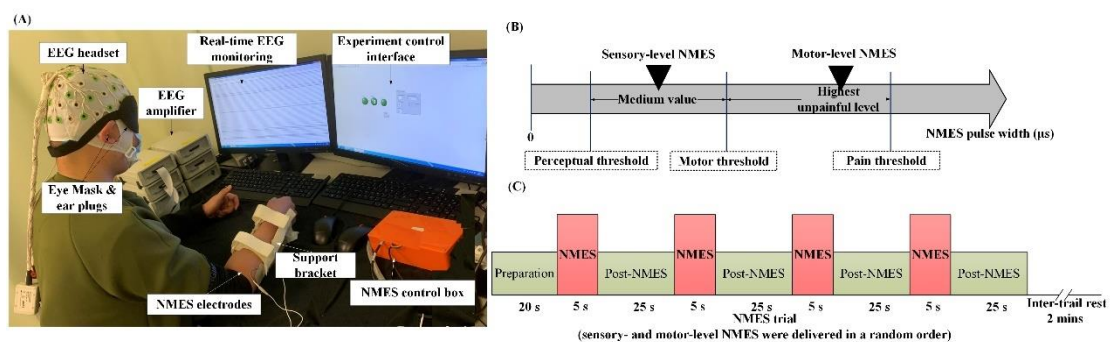 (A)
EEG headset
Real-time EEG
monitoring
Experiment control
interface
EEG
amplifier
Eye Mask &
ear plugs
Support
bracket
NMES electrodes
NMES control box
(B)
Sensory-level NMES
Motor-level NMES
Medium value
Highest
unpainful level
0
NMES pulse width (μs)
Perceptual threshold
Motor threshold
Pain threshold
(C)
NMES
NMES
NMES
NMES
Preparation
Post-NMES
Post-NMES
Post-NMES
Post-NMES
20 s
5 s
25 s
5 s
25 s
5 s
25 s
5 s
25 s
Inter-trail rest
2 mins
NMES trial
(sensory- and motor-level NMES were delivered in a random order)